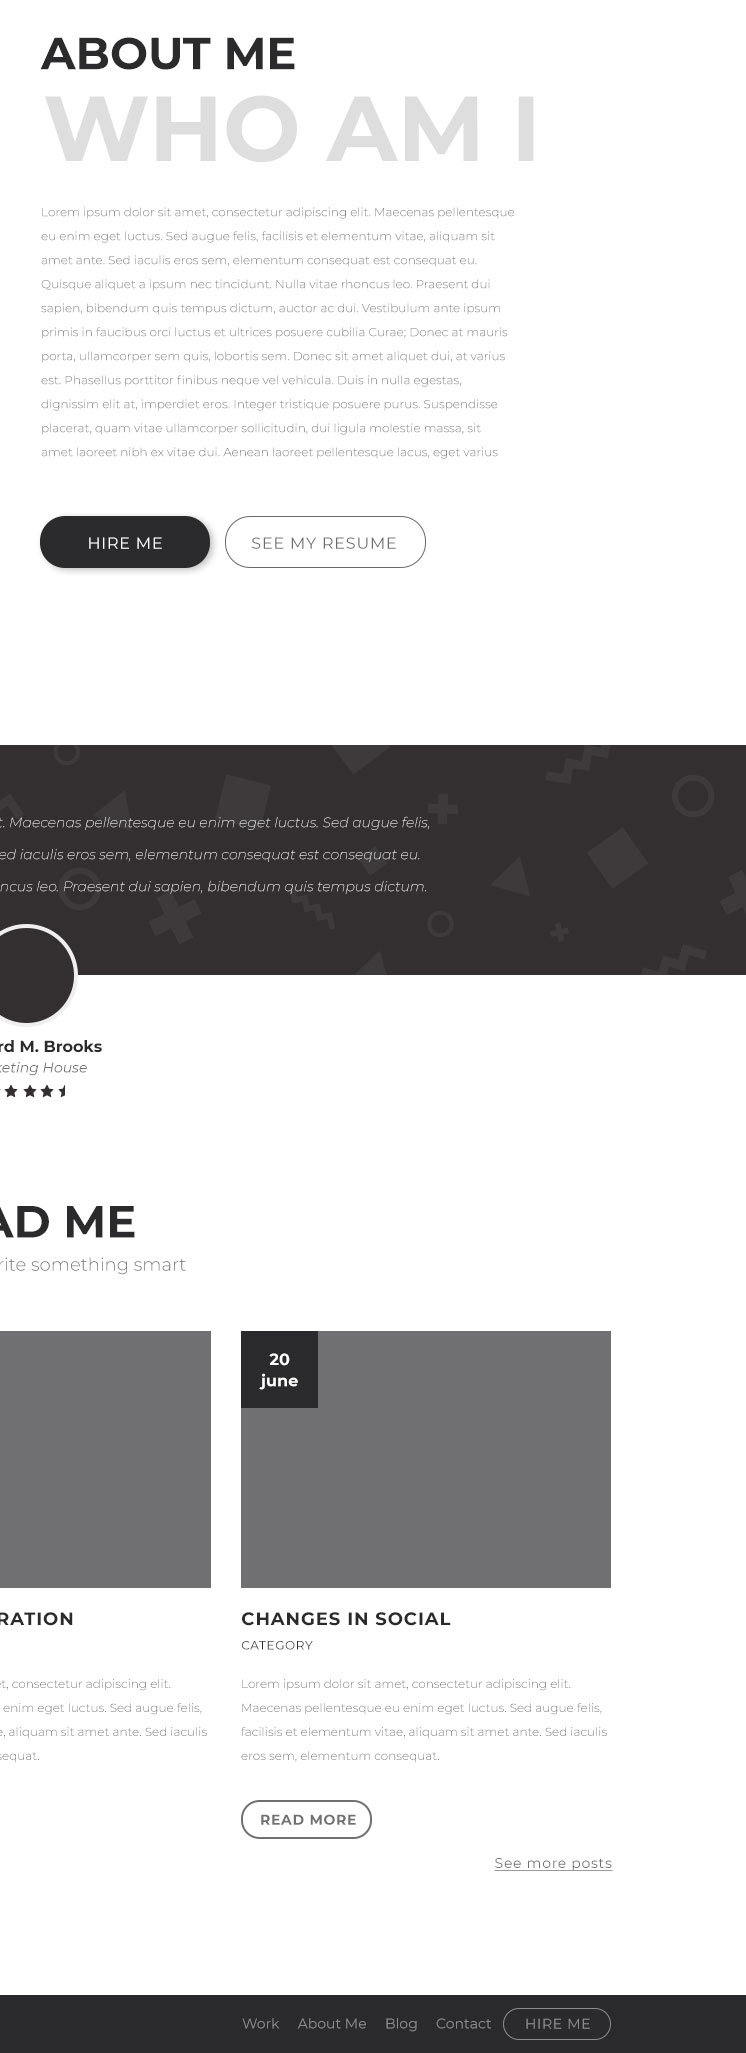 ABOUT ME
WHO AM I
Lorem ipsum dolor sit amet, consectetur adipiscing elit. Maecenas pellentesque
eu enim eget luctus. Sed augue felis, facilisis et elementum vitae, aliquam sit
amet ante. Sed iaculis eros sem, elementum consequat est consequat eu.
Quisque aliquet a ipsum nec tincidunt. Nulla vitae rhoncus leo. Praesent dui
sapien, bibendum quis tempus dictum, auctor ac dui. Vestibulum ante ipsum
primis in faucibus orci luctus et ultrices posuere cubilia Curae; Donec at mauris
porta, ullamcorper sem quis, lobortis sem. Donec sit amet aliquet dui, at varius
est. Phasellus porttitor finibus neque vel vehicula. Duis in nulla egestas,
dignissim elit at, imperdiet eros. Integer tristique posuere purus. Suspendisse
placerat, quam vitae ullamcorper sollicitudin, dui ligula molestie massa, sit
amet laoreet nibh ex vitae dui. Aenean laoreet pellentesque lacus, eget varius
HIRE ME
SEE MY RESUME
t. Maecenas pellentesque eu enim eget luctus. Sed augue felis,
ed iaculis eros sem, elementum consequat est consequat eu.
ncus leo. Praesent dui sapien, bibendum quis tempus dictum.
rd M. Brooks
keting House
AD ME
rite something smart
20
june
RATION
t, consectetur adipiscing elit.
enim eget luctus. Sed augue felis,
e, aliquam sit amet ante. Sed iaculis
sequat.
CHANGES IN SOCIAL
CATEGORY
Lorem ipsum dolor sit amet, consectetur adipiscing elit.
Maecenas pellentesque eu enim eget luctus. Sed augue felis,
facilisis et elementum vitae, aliquam sit amet ante. Sed iaculis
eros sem, elementum consequat.
READ MORE
See more posts
Work About Me Blog Contact HIRE ME